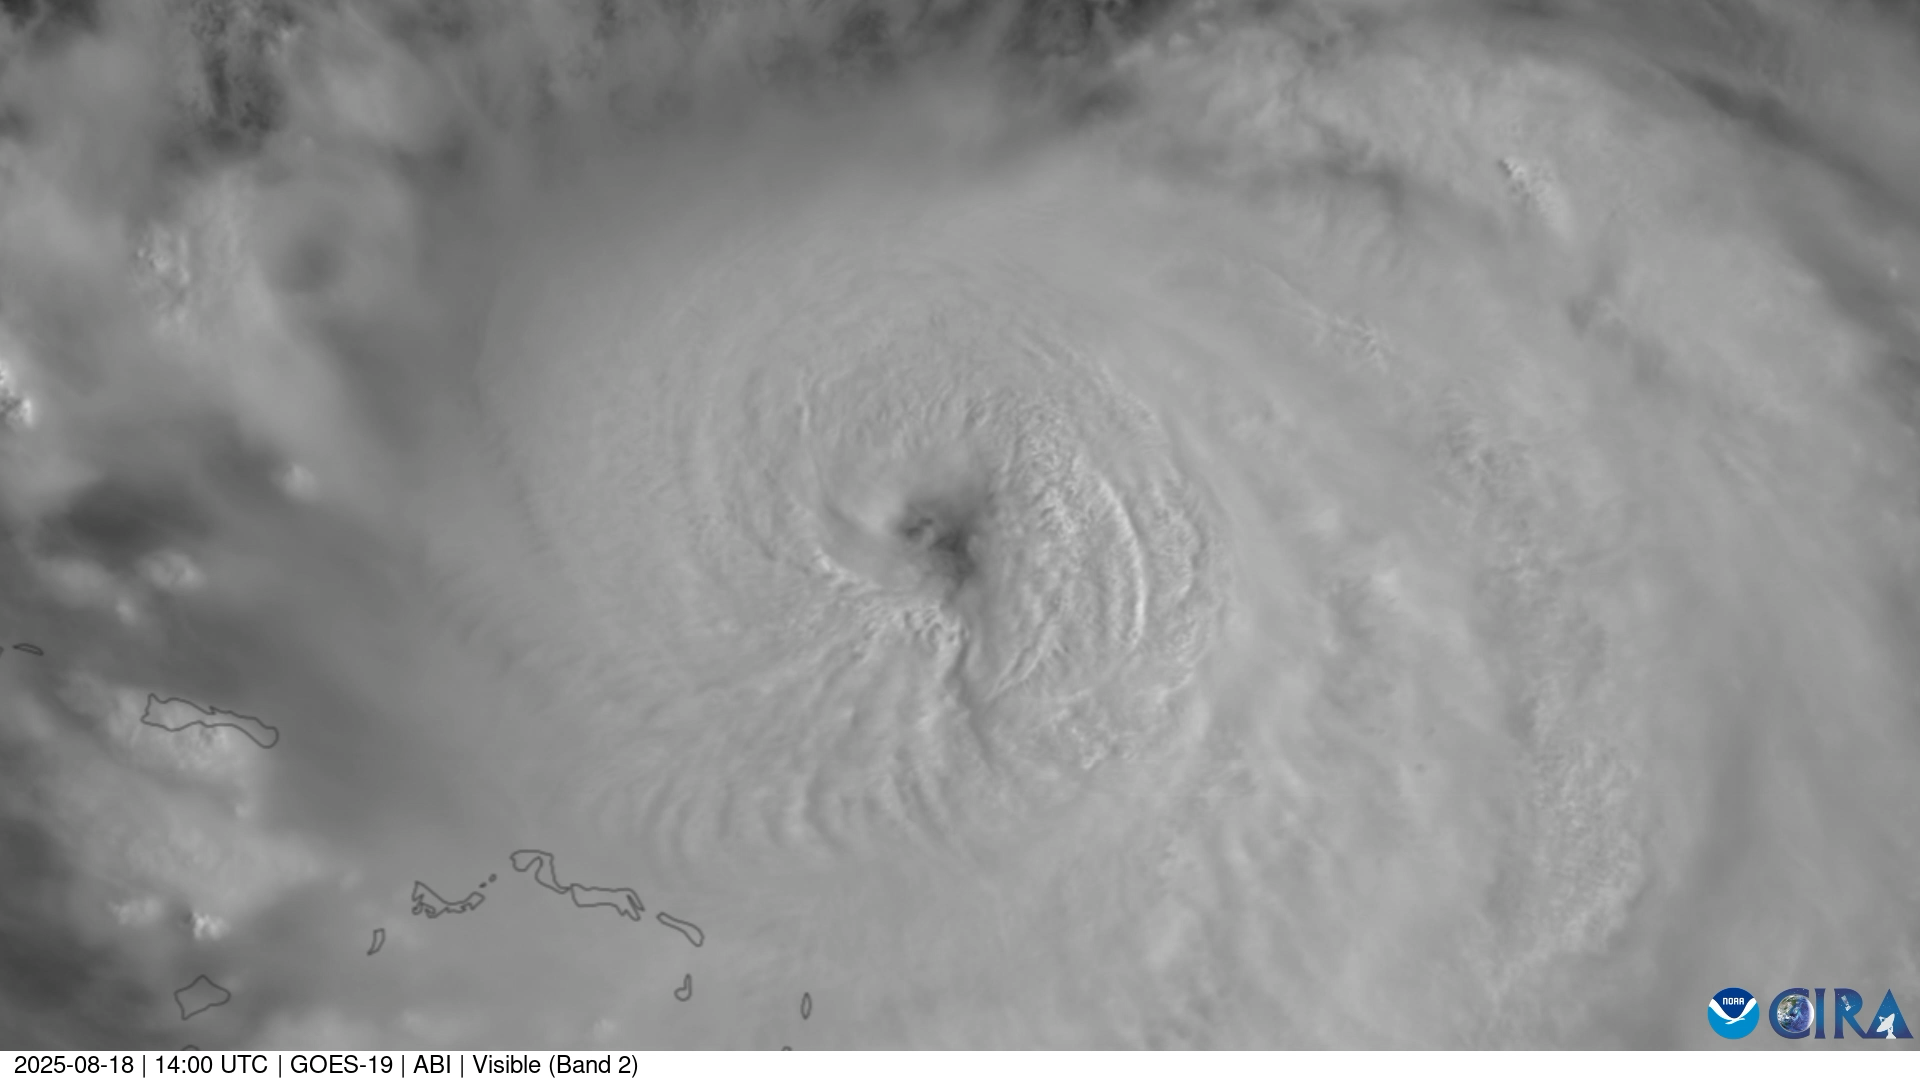 NOAA
CIRA
2025-08-18 | 14:00 UTC | GOES-19 | ABI | Visible (Band 2)